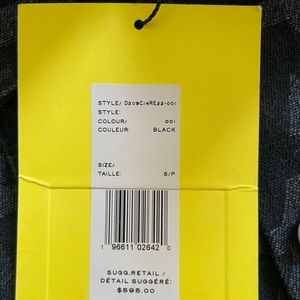 STYLE/ D209C14RE22-001
STYLE:
COLOUR/ 001
COULEUR: BLACK
SIZE/
TAILLE: S/P
1 96611 02642 0
SUGG.RETAIL /
DÉTAIL SUGGÉRÉ:
$595.00